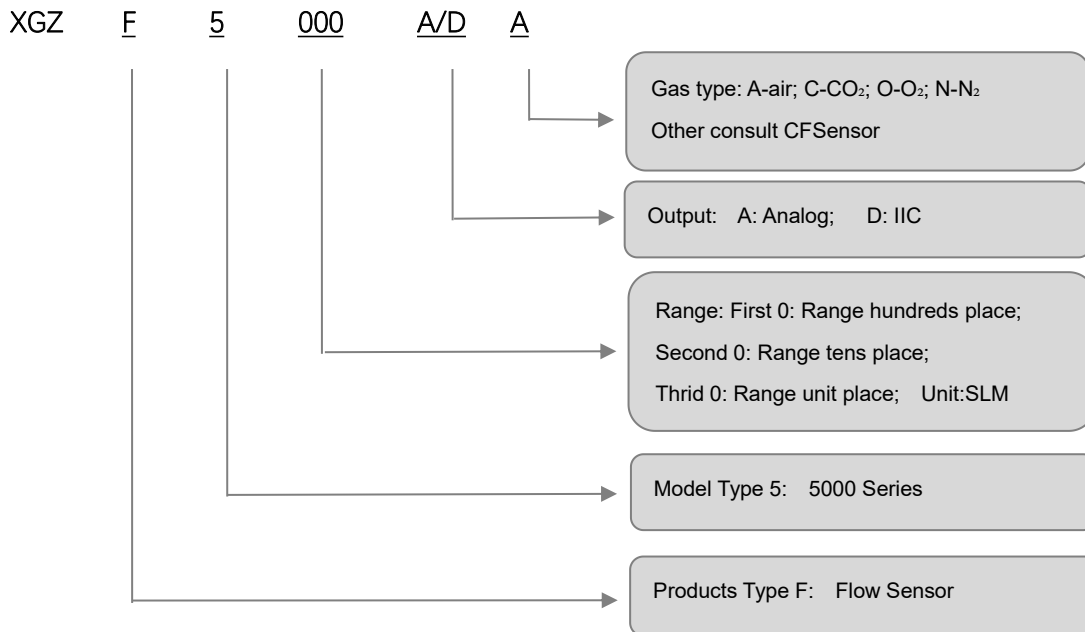 XGZ F 5 000 A/D A
Gas type: A-air; C-CO₂; O-O₂; N-N₂
Other consult CFSensor
Output: A: Analog; D: IIC
Range: First 0: Range hundreds place;
Second 0: Range tens place;
Thrid 0: Range unit place; Unit:SLM
Model Type 5: 5000 Series
Products Type F: Flow Sensor